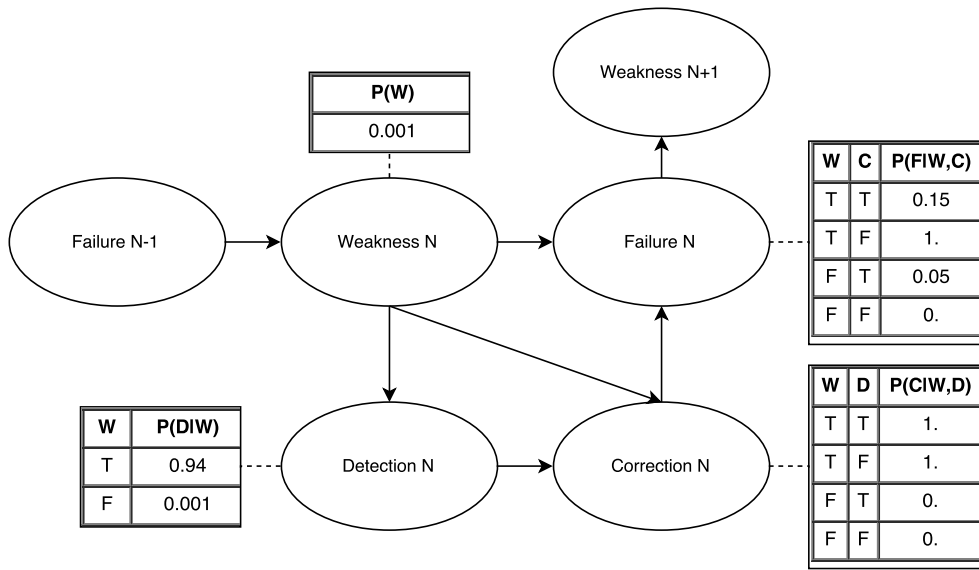 Weakness N+1
P(W)
0.001
W C P(F|W,C)
T T 0.15
T F 1.
F T 0.05
F F 0.
Failure N-1
Weakness N
Failure N
W D P(C|W,D)
T T 1.
T F 1.
F T 0.
F F 0.
W P(D|W)
T 0.94
F 0.001
Detection N
Correction N